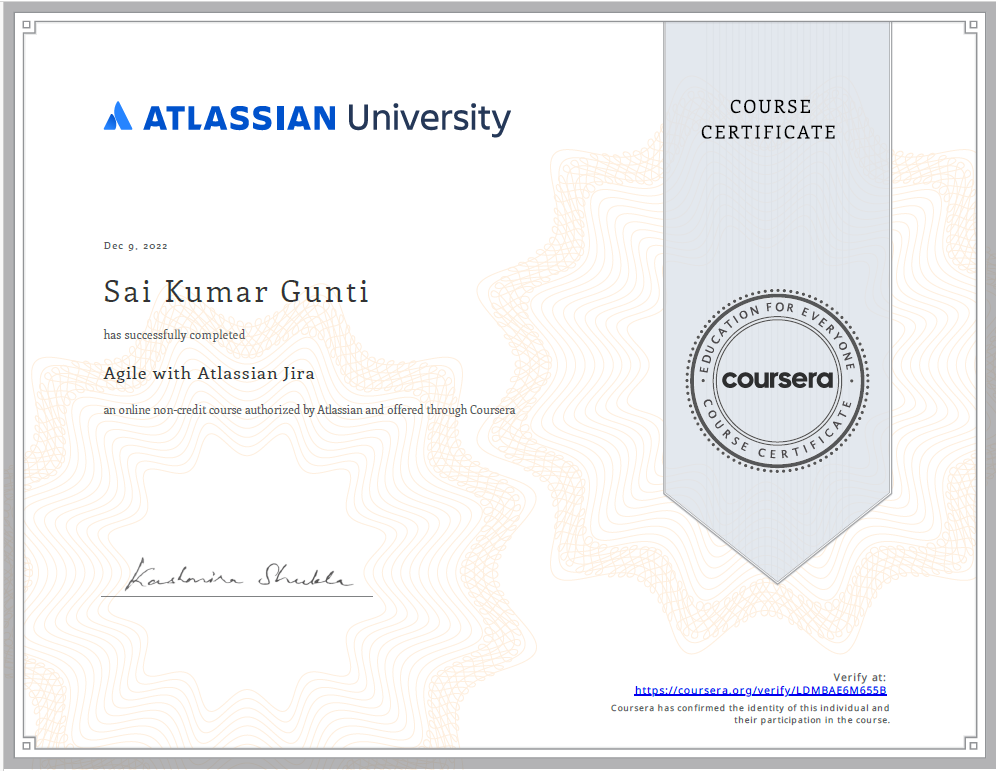 ATLASSIAN University
COURSE
CERTIFICATE
Dec 9, 2022
Sai Kumar Gunti
has successfully completed
Agile with Atlassian Jira
an online non-credit course authorized by Atlassian and offered through Coursera
EDUCATION FOR EVERYONE
coursera
COURSE CERTIFICATE
Kashmira Shukla
Verify at:
https://coursera.org/verify/LDMBAE6M655B
Coursera has confirmed the identity of this individual and
their participation in the course.